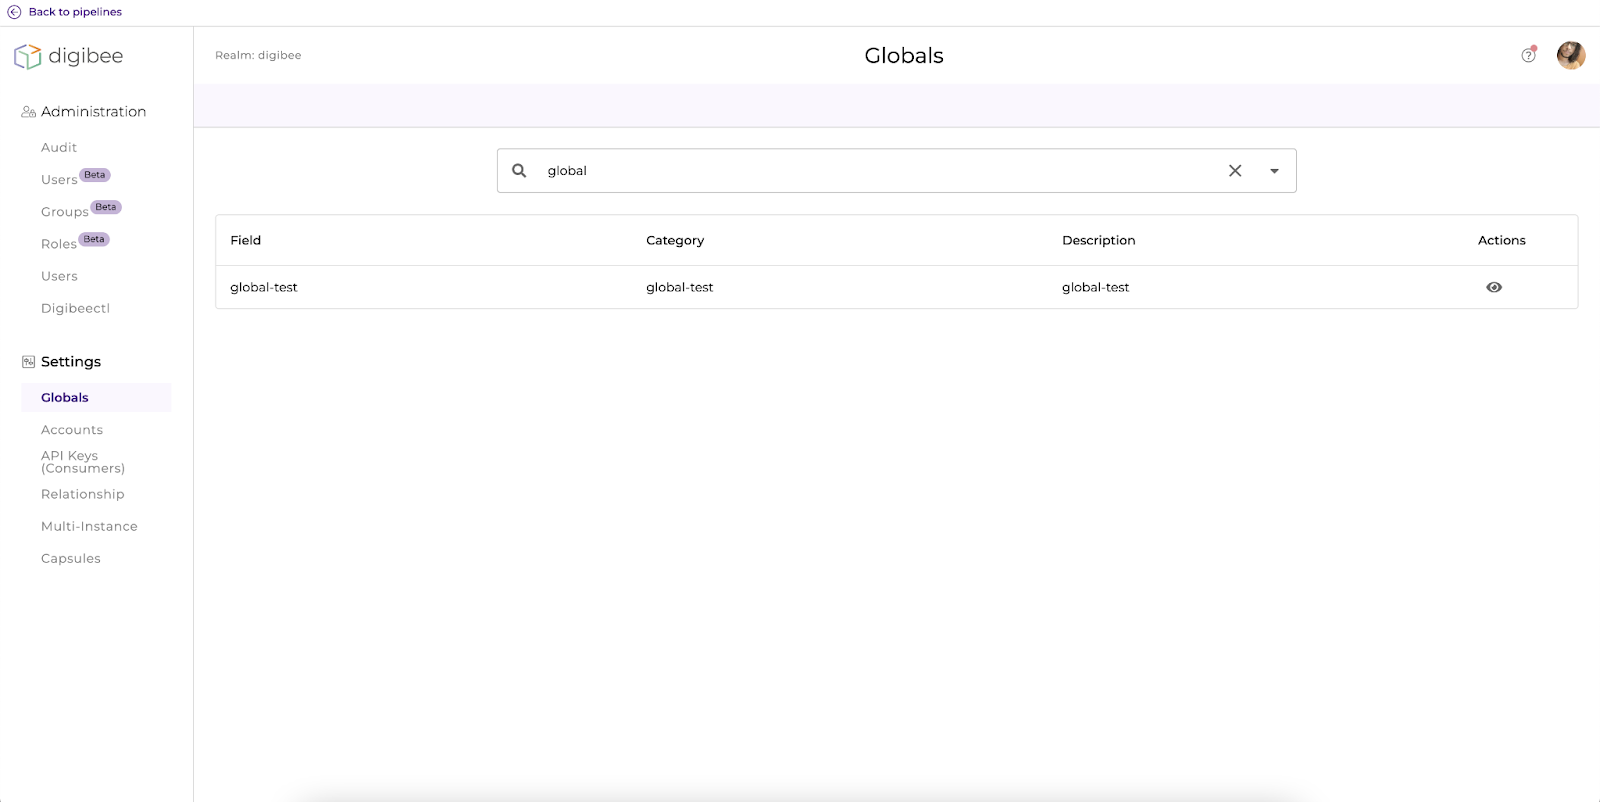 Back to pipelines
digibee
Realm: digibee
Globals
?
Administration
Audit
Users Beta
Groups Beta
Roles Beta
Users
Digibeectl
Settings
Globals
Accounts
API Keys
(Consumers)
Relationship
Multi-Instance
Capsules
global
Field Category Description Actions
global-test global-test global-test